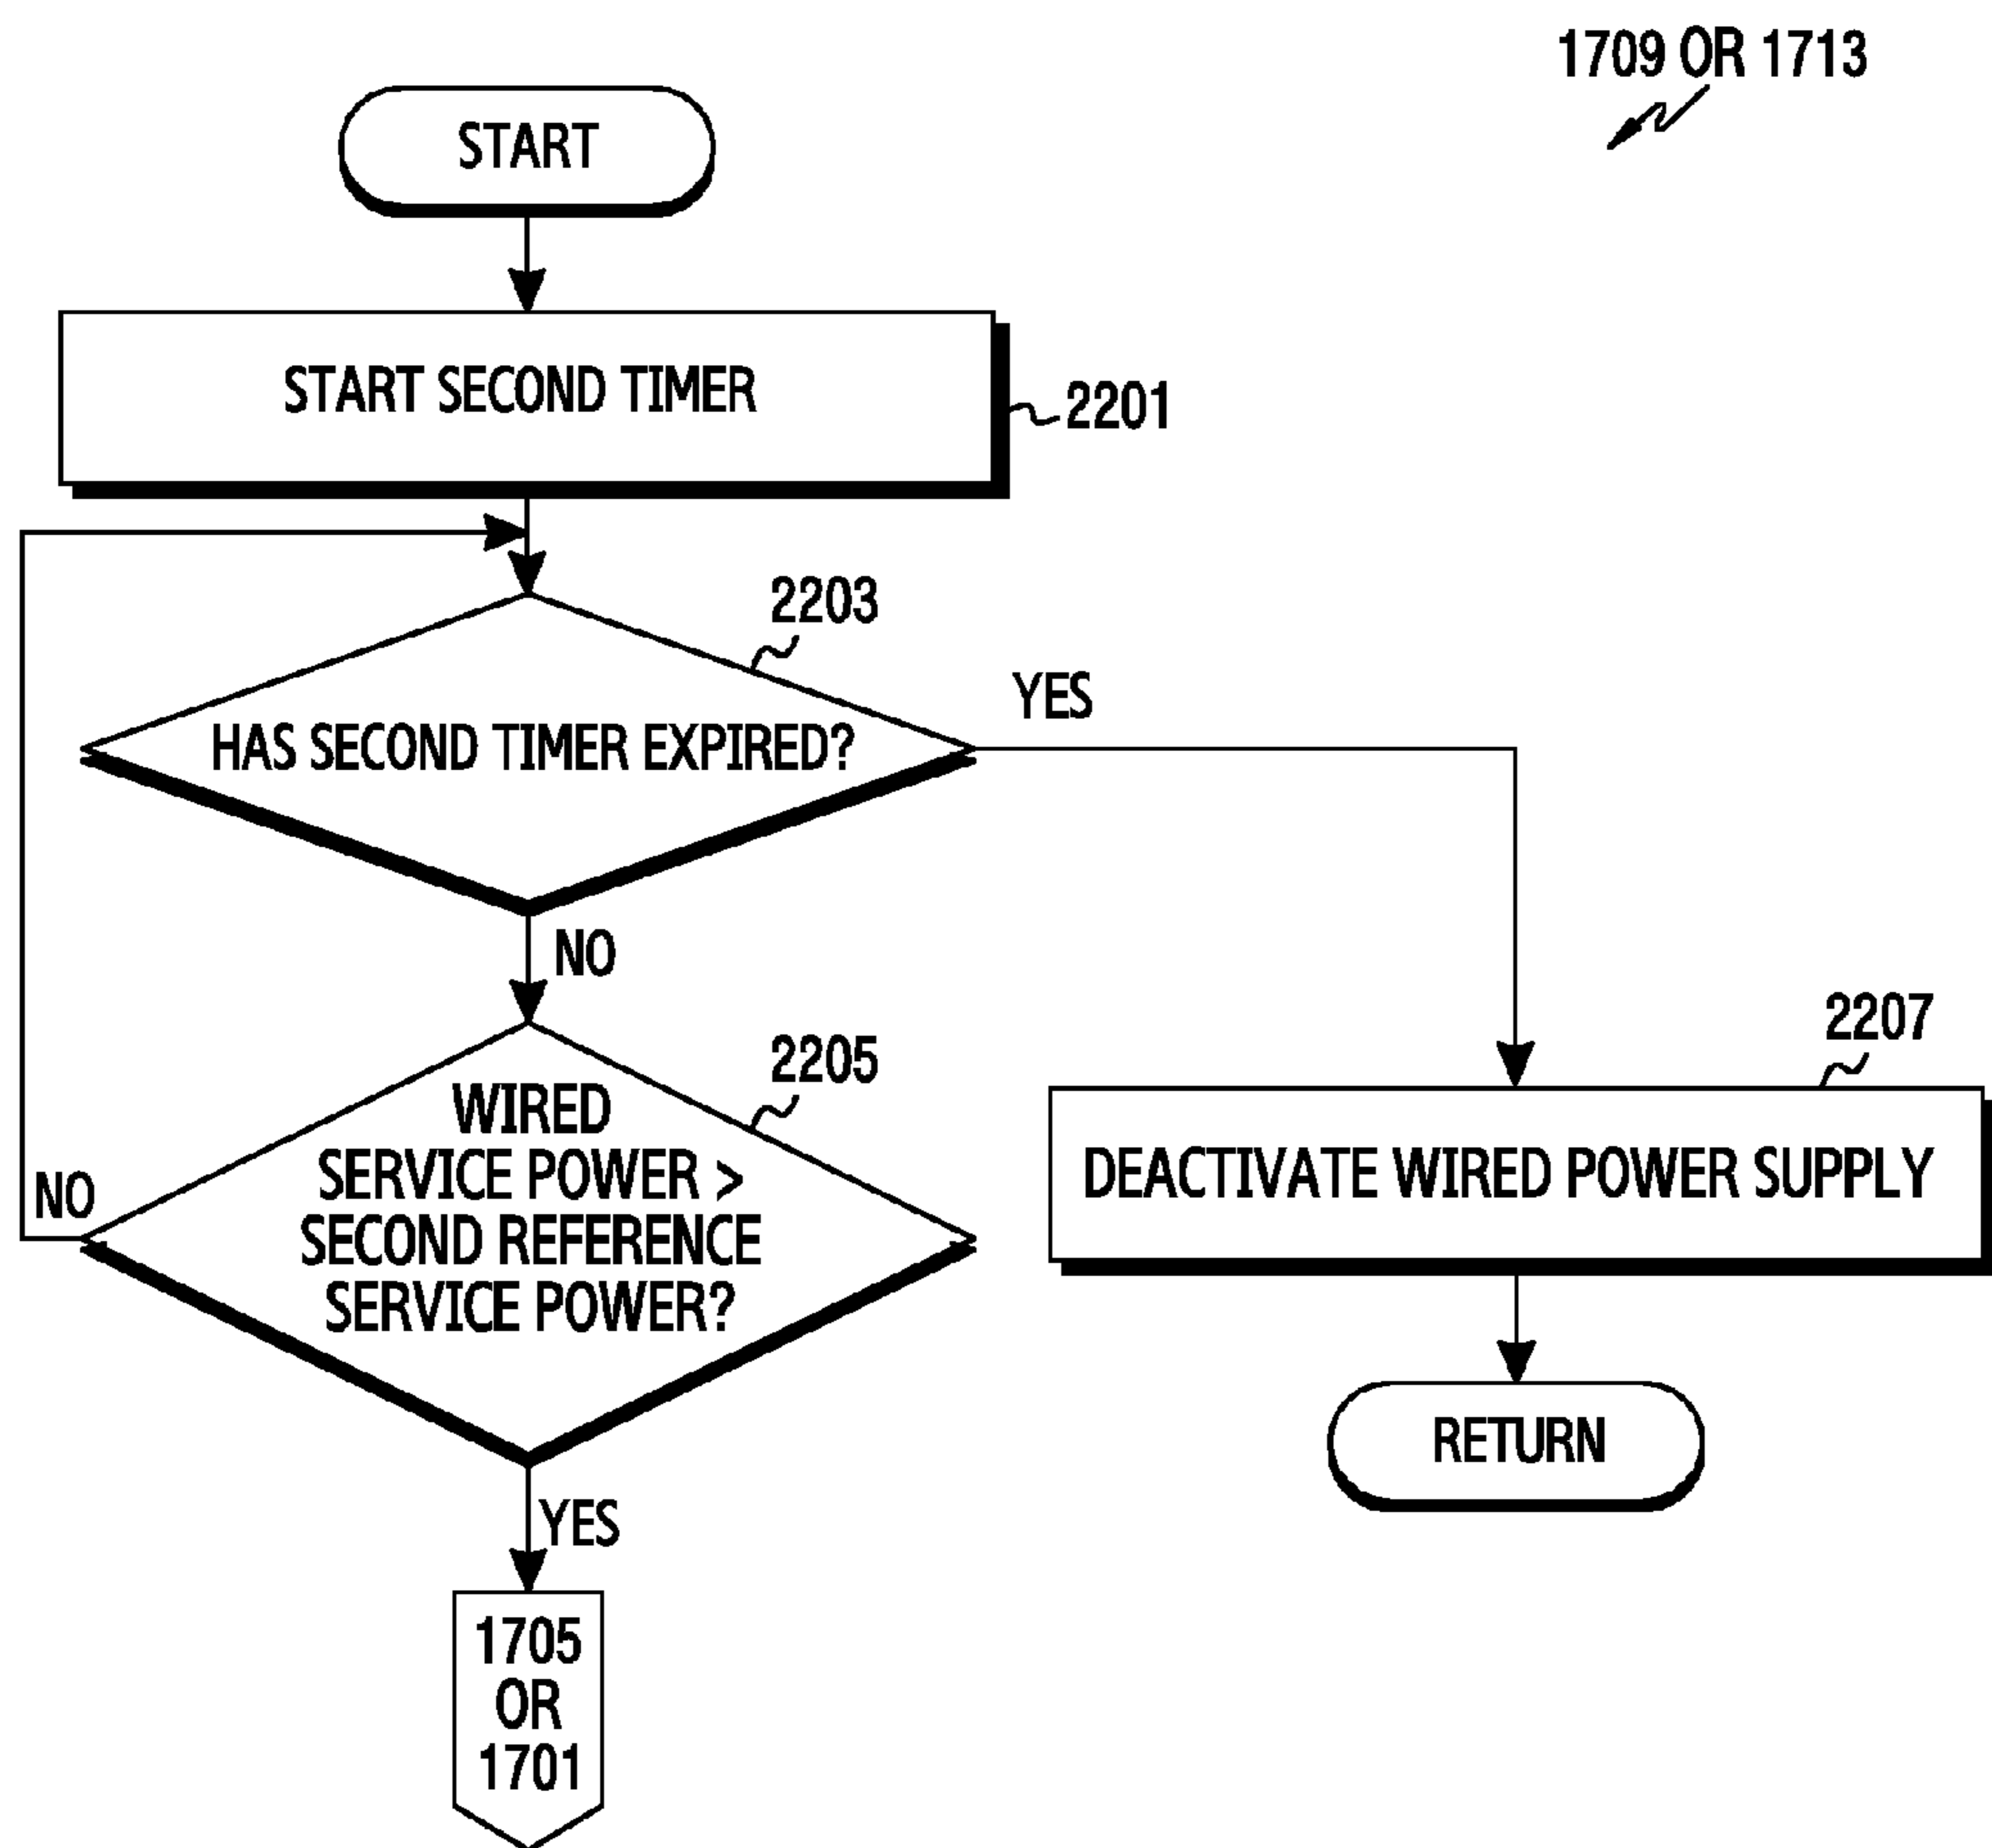 1709 OR 1713
START
START SECOND TIMER
2201
2203
HAS SECOND TIMER EXPIRED?
YES
NO
2205
WIRED
SERVICE POWER >
SECOND REFERENCE
SERVICE POWER?
NO
2207
DEACTIVATE WIRED POWER SUPPLY
RETURN
YES
1705
OR
1701